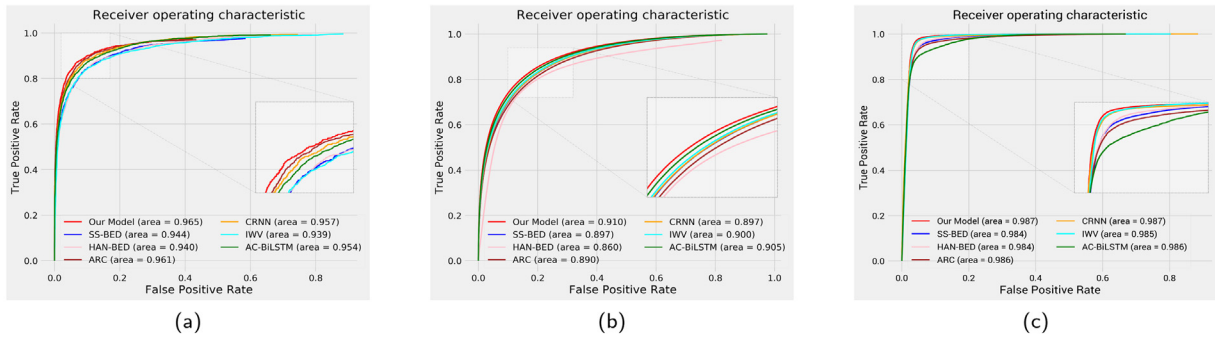 Receiver operating characteristic
True Positive Rate
1.0
0.8
0.6
0.4
0.2
0.0
Our Model (area = 0.965)
SS-BED (area = 0.944)
HAN-BED (area = 0.940)
ARC (area = 0.961)
CRNN (area = 0.957)
IWV (area = 0.939)
AC-BiLSTM (area = 0.954)
0.0 0.2 0.4 0.6 0.8
False Positive Rate
(a)
Receiver operating characteristic
True Positive Rate
1.0
0.8
0.6
0.4
0.2
0.0
Our Model (area = 0.910)
SS-BED (area = 0.897)
HAN-BED (area = 0.860)
ARC (area = 0.890)
CRNN (area = 0.897)
IWV (area = 0.900)
AC-BiLSTM (area = 0.905)
0.0 0.2 0.4 0.6 0.8 1.0
False Positive Rate
(b)
Receiver operating characteristic
True Positive Rate
1.0
0.8
0.6
0.4
0.2
0.0
Our Model (area = 0.987)
SS-BED (area = 0.984)
HAN-BED (area = 0.984)
ARC (area = 0.986)
CRNN (area = 0.987)
IWV (area = 0.985)
AC-BiLSTM (area = 0.986)
0.0 0.2 0.4 0.6 0.8
False Positive Rate
(c)